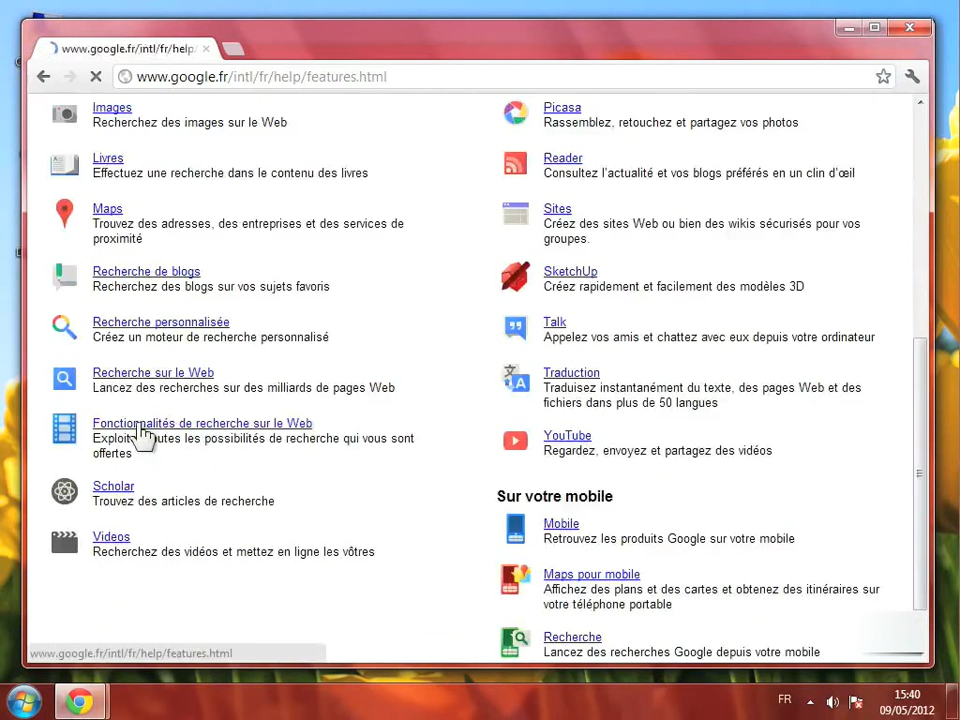 www.google.fr/intl/fr/help
www.google.fr/intl/fr/help/features.html
Images
Recherchez des images sur le Web
Livres
Effectuez une recherche dans le contenu des livres
Maps
Trouvez des adresses, des entreprises et des services de
proximité
Recherche de blogs
Recherchez des blogs sur vos sujets favoris
Recherche personnalisée
Créez un moteur de recherche personnalisé
Recherche sur le Web
Lancez des recherches sur des milliards de pages Web
Fonctionnalités de recherche sur le Web
toutes les possibilités de recherche qui vous sont
offertes
Scholar
Trouvez des articles de recherche
Videos
Recherchez des vidéos et mettez en ligne les vôtres
Picasa
Rassemblez, retouchez et partagez vos photos
Reader
Consultez l'actualité et vos blogs préférés en un clin d'œil
Sites
Créez des sites Web ou bien des wikis sécurisés pour vos
groupes.
SketchUp
Créez rapidement et facilement des modèles 3D
Talk
Appelez vos amis et chattez avec eux depuis votre ordinateur
Traduction
Traduisez instantanément du texte, des pages Web et des
fichiers dans plus de 50 langues
YouTube
Regardez, envoyez et partagez des vidéos
Sur votre mobile
Mobile
Retrouvez les produits Google sur votre mobile
Maps pour mobile
Affichez des plans et des cartes et obtenez des itinéraires sur
votre téléphone portable
Recherche
Lancez des recherches Google depuis votre mobile
www.google.fr/intl/fr/help/features.html
FR
15:40
09/05/2012